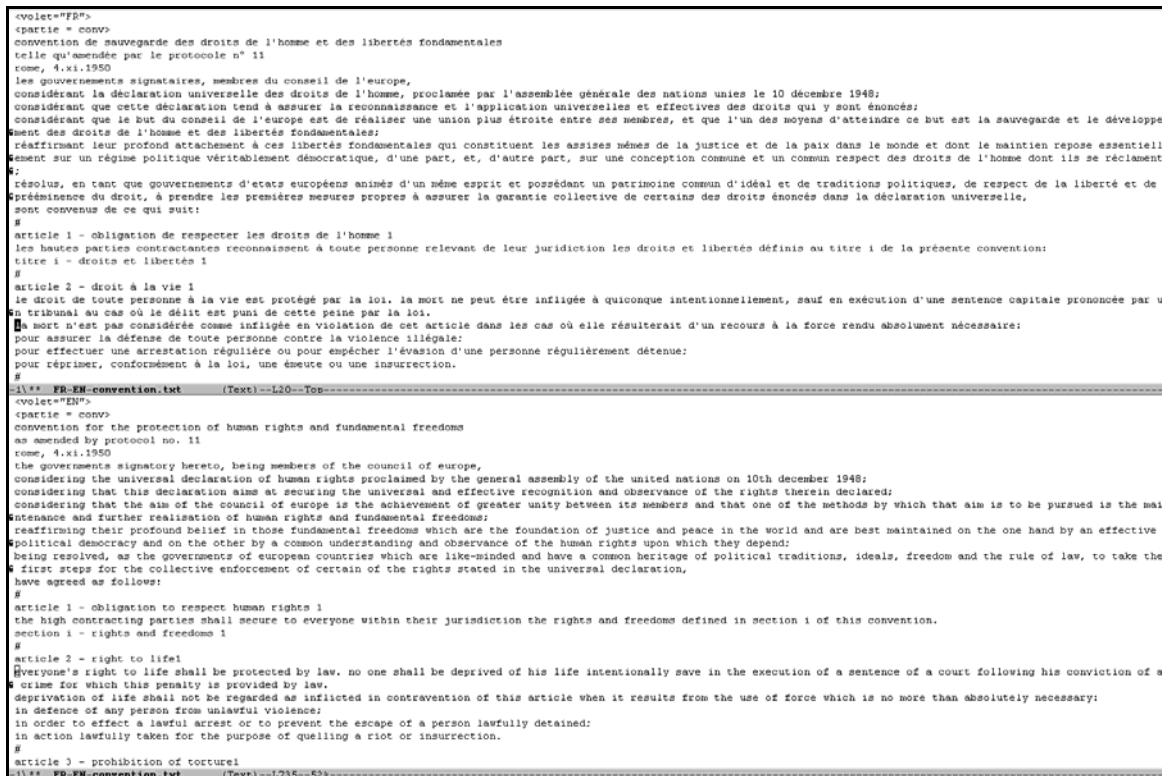 <volet="FR">
<partie = conv>
convention de sauvegarde des droits de l'homme et des libertés fondamentales
telle qu'amendée par le protocole n° 11
rome, 4.xi.1950
les gouvernements signataires, membres du conseil de l'europe,
considérant la déclaration universelle des droits de l'homme, proclamée par l'assemblée générale des nations unies le 10 décembre 1948;
considérant que cette déclaration tend à assurer la reconnaissance et l'application universelles et effectives des droits qui y sont énoncés;
considérant que le but du conseil de l'europe est de réaliser une union plus étroite entre ses membres, et que l'un des moyens d'atteindre ce but est la sauvegarde et le développe
ment des droits de l'homme et des libertés fondamentales;
réaffirmant leur profond attachement à ces libertés fondamentales qui constituent les assises mêmes de la justice et de la paix dans le monde et dont le maintien repose essentiell
ement sur un régime politique véritablement démocratique, d'une part, et, d'autre part, sur une conception commune et un commun respect des droits de l'homme dont ils se réclament
;
résolus, en tant que gouvernements d'etats européens animés d'un même esprit et possédant un patrimoine commun d'idéal et de traditions politiques, de respect de la liberté et de
prééminence du droit, à prendre les premières mesures propres à assurer la garantie collective de certains des droits énoncés dans la déclaration universelle,
sont convenus de ce qui suit:
#
article 1 - obligation de respecter les droits de l'homme 1
les hautes parties contractantes reconnaissent à toute personne relevant de leur juridiction les droits et libertés définis au titre i de la présente convention:
titre i - droits et libertés 1
#
article 2 - droit à la vie 1
le droit de toute personne à la vie est protégé par la loi. la mort ne peut être infligée à quiconque intentionnellement, sauf en exécution d'une sentence capitale prononcée par u
n tribunal au cas où le délit est puni de cette peine par la loi.
la mort n'est pas considérée comme infligée en violation de cet article dans les cas où elle résulterait d'un recours à la force rendu absolument nécessaire:
pour assurer la défense de toute personne contre la violence illégale;
pour effectuer une arrestation régulière ou pour empêcher l'évasion d'une personne régulièrement détenue;
pour réprimer, conformément à la loi, une émeute ou une insurrection.
#
-1\** FR-EN-convention.txt (Text)--L20--Top
<volet="EN">
<partie = conv>
convention for the protection of human rights and fundamental freedoms
as amended by protocol no. 11
rome, 4.xi.1950
the governments signatory hereto, being members of the council of europe,
considering the universal declaration of human rights proclaimed by the general assembly of the united nations on 10th december 1948;
considering that this declaration aims at securing the universal and effective recognition and observance of the rights therein declared;
considering that the aim of the council of europe is the achievement of greater unity between its members and that one of the methods by which that aim is to be pursued is the mai
ntenance and further realisation of human rights and fundamental freedoms;
reaffirming their profound belief in those fundamental freedoms which are the foundation of justice and peace in the world and are best maintained on the one hand by an effective
political democracy and on the other by a common understanding and observance of the human rights upon which they depend;
being resolved, as the governments of european countries which are like-minded and have a common heritage of political traditions, ideals, freedom and the rule of law, to take the
first steps for the collective enforcement of certain of the rights stated in the universal declaration,
have agreed as follows:
#
article 1 - obligation to respect human rights 1
the high contracting parties shall secure to everyone within their jurisdiction the rights and freedoms defined in section i of this convention.
section i - rights and freedoms 1
#
article 2 - right to life1
everyone's right to life shall be protected by law. no one shall be deprived of his life intentionally save in the execution of a sentence of a court following his conviction of a
crime for which this penalty is provided by law.
deprivation of life shall not be regarded as inflicted in contravention of this article when it results from the use of force which is no more than absolutely necessary:
in defence of any person from unlawful violence;
in order to effect a lawful arrest or to prevent the escape of a person lawfully detained;
in action lawfully taken for the purpose of quelling a riot or insurrection.
#
article 3 - prohibition of torture1
-1\** FR-EN-convention.txt (Text)--L735--52%